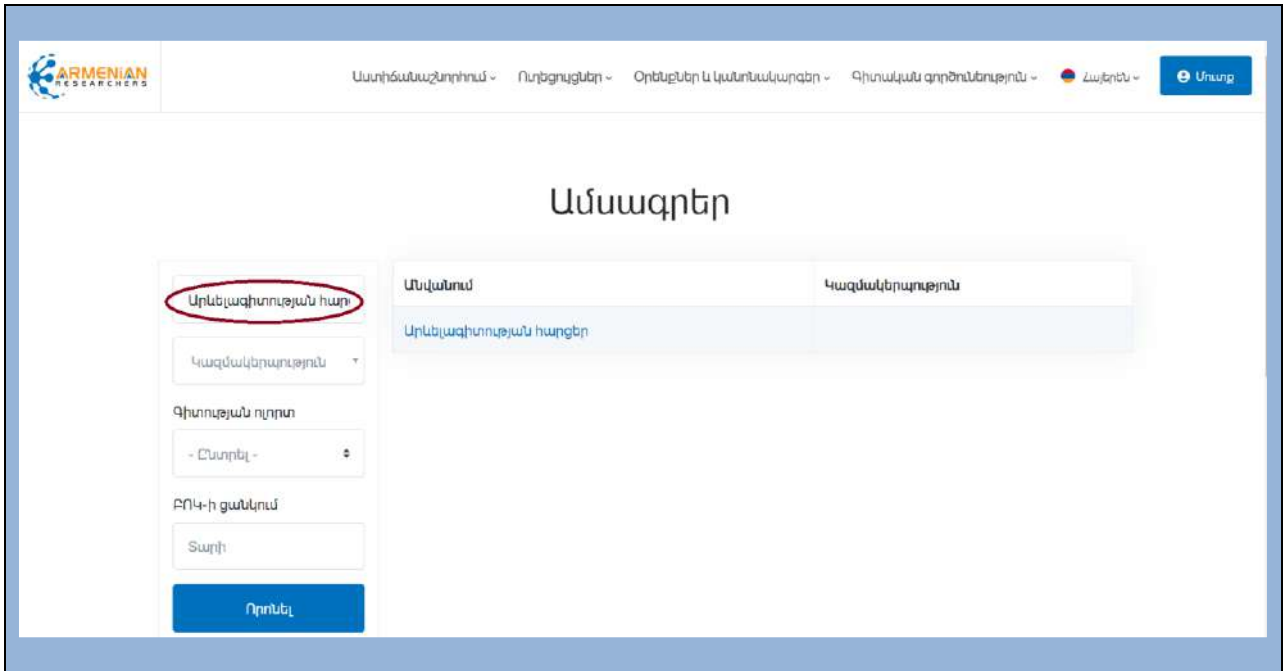 ARMENIAN
RESEARCHERS
Աստիճանաշնորհում
Ուղեցույցներ
Օրենքներ և կանոնակարգեր
Գիտական գործունեություն
Հայերեն
Մուտք
Ամսագրեր
Արևելագիտության հար
Կազմակերպություն
Գիտության ոլորտ
- Ընտրել -
ԲՈԿ-ի ցանկում
Տարի
Որոնել
Անվանում
Կազմակերպություն
Արևելագիտության հարցեր